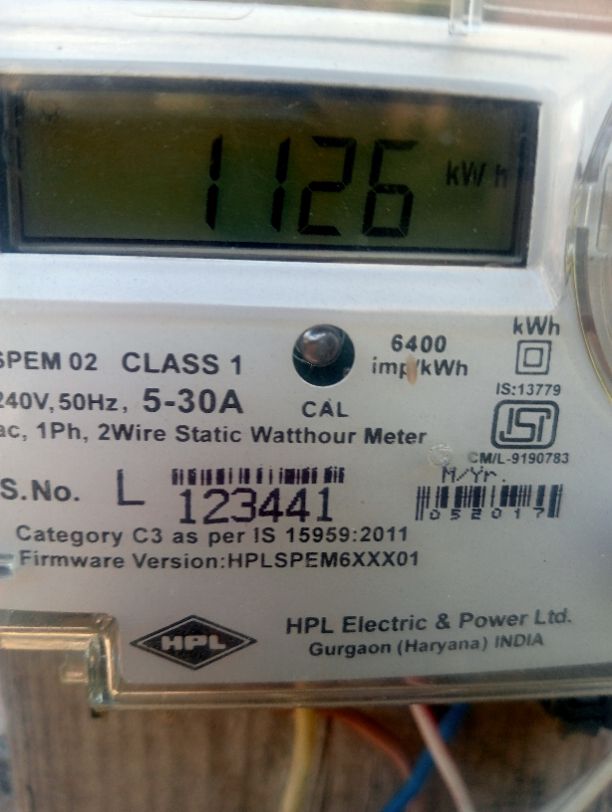 1126 kWh
SPEM 02 CLASS 1
6400
imp/kWh
kWh
IS:13779
240V, 50Hz, 5-30A
CAL
ac, 1Ph, 2Wire Static Watthour Meter
ISI
CM/L-9190783
S.No. L 123441
M/Yr.
052017
Category C3 as per IS 15959:2011
Firmware Version:HPLSPEM6XXX01
HPL
HPL Electric & Power Ltd.
Gurgaon (Haryana) INDIA